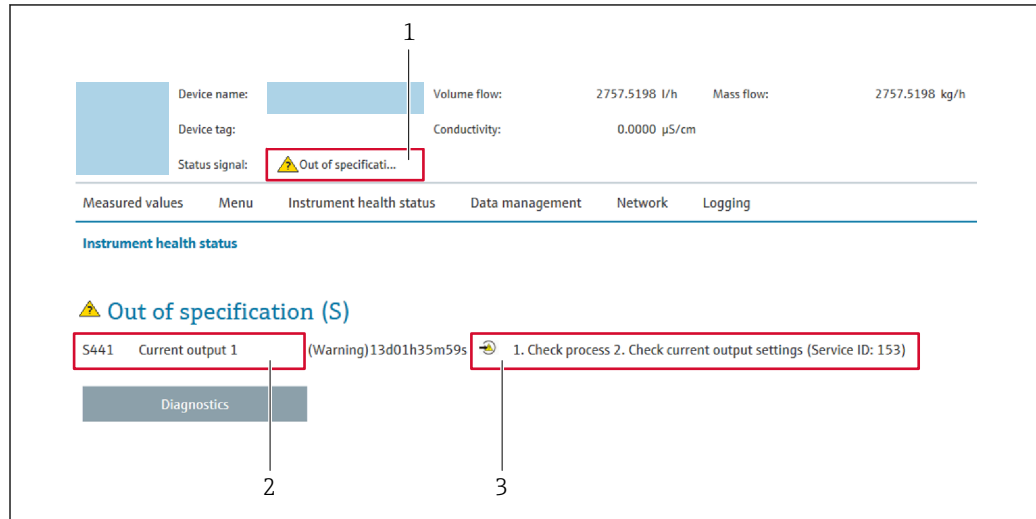 1
Device name: Volume flow: 2757.5198 l/h Mass flow: 2757.5198 kg/h
Device tag: Conductivity: 0.0000 µS/cm
Status signal: Out of specificati...
Measured values Menu Instrument health status Data management Network Logging
Instrument health status
Out of specification (S)
S441 Current output 1 (Warning)13d01h35m59s 1. Check process 2. Check current output settings (Service ID: 153)
Diagnostics
2 3